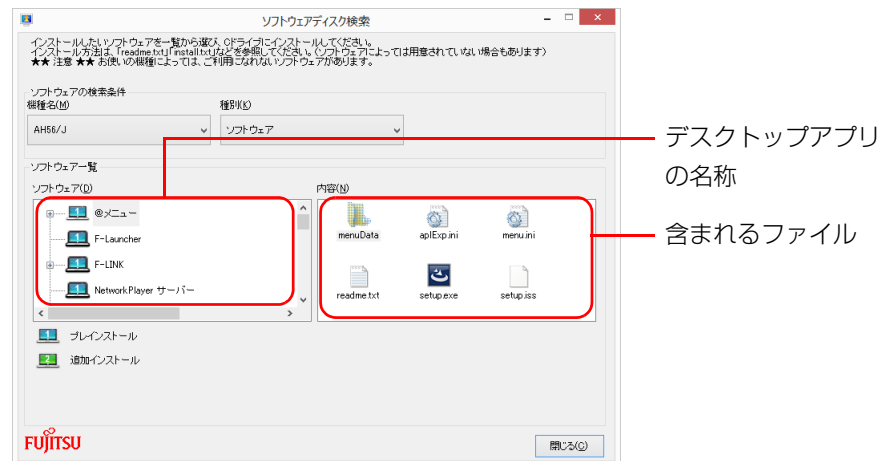 ソフトウェアディスク検索
インストールしたいソフトウェアを一覧から選び、Cドライブにインストールしてください。
インストール方法は、「readme.txt」「install.txt」などを参照してください。(ソフトウェアによっては用意されていない場合もあります)
★★ 注意 ★★ お使いの機種によっては、ご利用になれないソフトウェアがあります。
ソフトウェアの検索条件
機種名(M)
種別(K)
AH56/J
ソフトウェア
デスクトップアプリ
の名称
ソフトウェア一覧
ソフトウェア(D)
内容(N)
@メニュー
F-Launcher
F-LINK
NetworkPlayer サーバー
menuData
aplExp.ini
menu.ini
readme.txt
setup.exe
setup.iss
含まれるファイル
1 プレインストール
2 追加インストール
FUJITSU
閉じる(C)